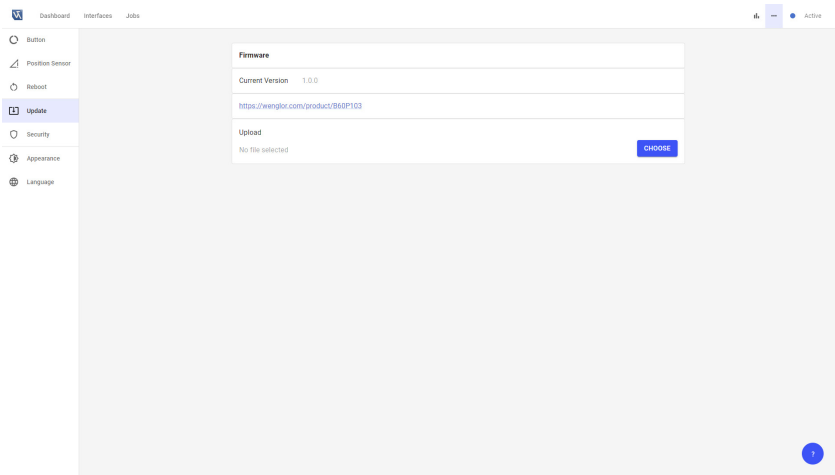 Dashboard
Interfaces
Jobs
Active
Button
Position Sensor
Reboot
Update
Security
Appearance
Language
Firmware
Current Version 1.0.0
https://wenglor.com/product/B60P103
Upload
No file selected
CHOOSE
?